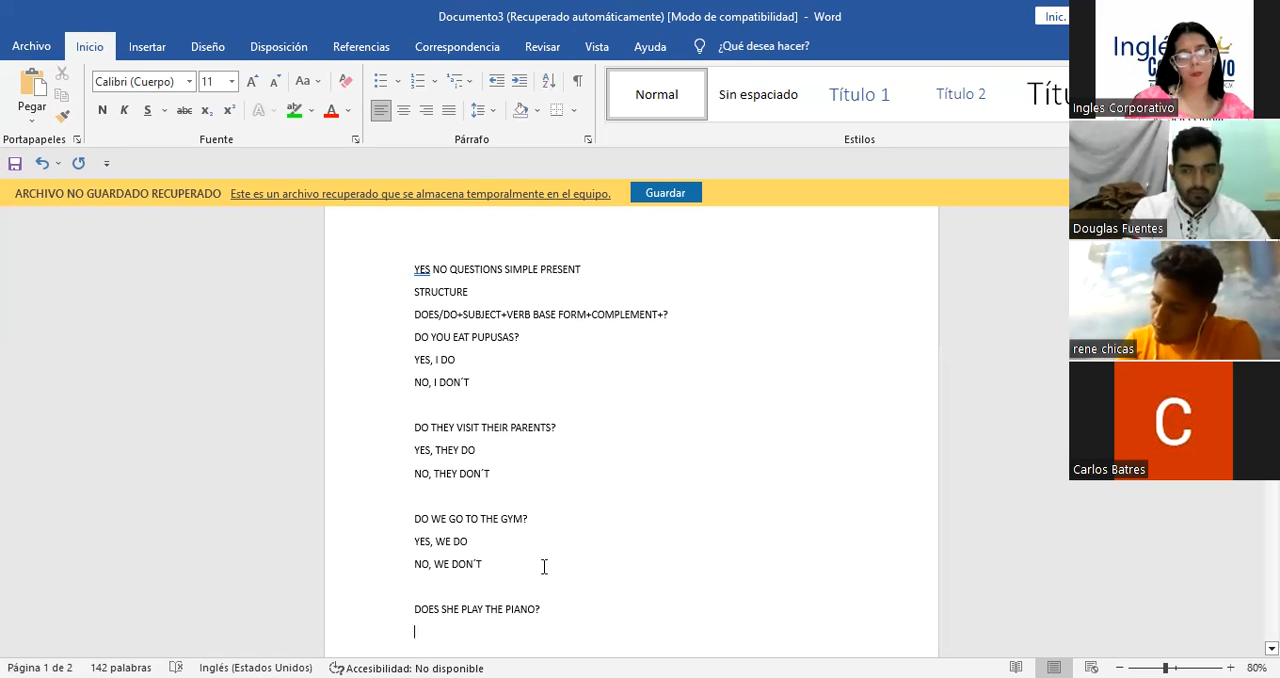 Documento3 (Recuperado automáticamente) [Modo de compatibilidad] - Word
Inic.
Archivo Inicio Insertar Diseño Disposición Referencias Correspondencia Revisar Vista Ayuda ¿Qué desea hacer?
Pegar
Calibri (Cuerpo) 11
Normal
Sin espaciado
Título 1
Título 2
Portapapeles
Fuente
Párrafo
Estilos
ARCHIVO NO GUARDADO RECUPERADO Este es un archivo recuperado que se almacena temporalmente en el equipo. Guardar
YES NO QUESTIONS SIMPLE PRESENT
STRUCTURE
DOES/DO+SUBJECT+VERB BASE FORM+COMPLEMENT+?
DO YOU EAT PUPUSAS?
YES, I DO
NO, I DON´T
DO THEY VISIT THEIR PARENTS?
YES, THEY DO
NO, THEY DON´T
DO WE GO TO THE GYM?
YES, WE DO
NO, WE DON´T
DOES SHE PLAY THE PIANO?
Página 1 de 2 142 palabras Inglés (Estados Unidos) Accesibilidad: No disponible 80%
Ingles Corporativo
Douglas Fuentes
rene chicas
C
Carlos Batres